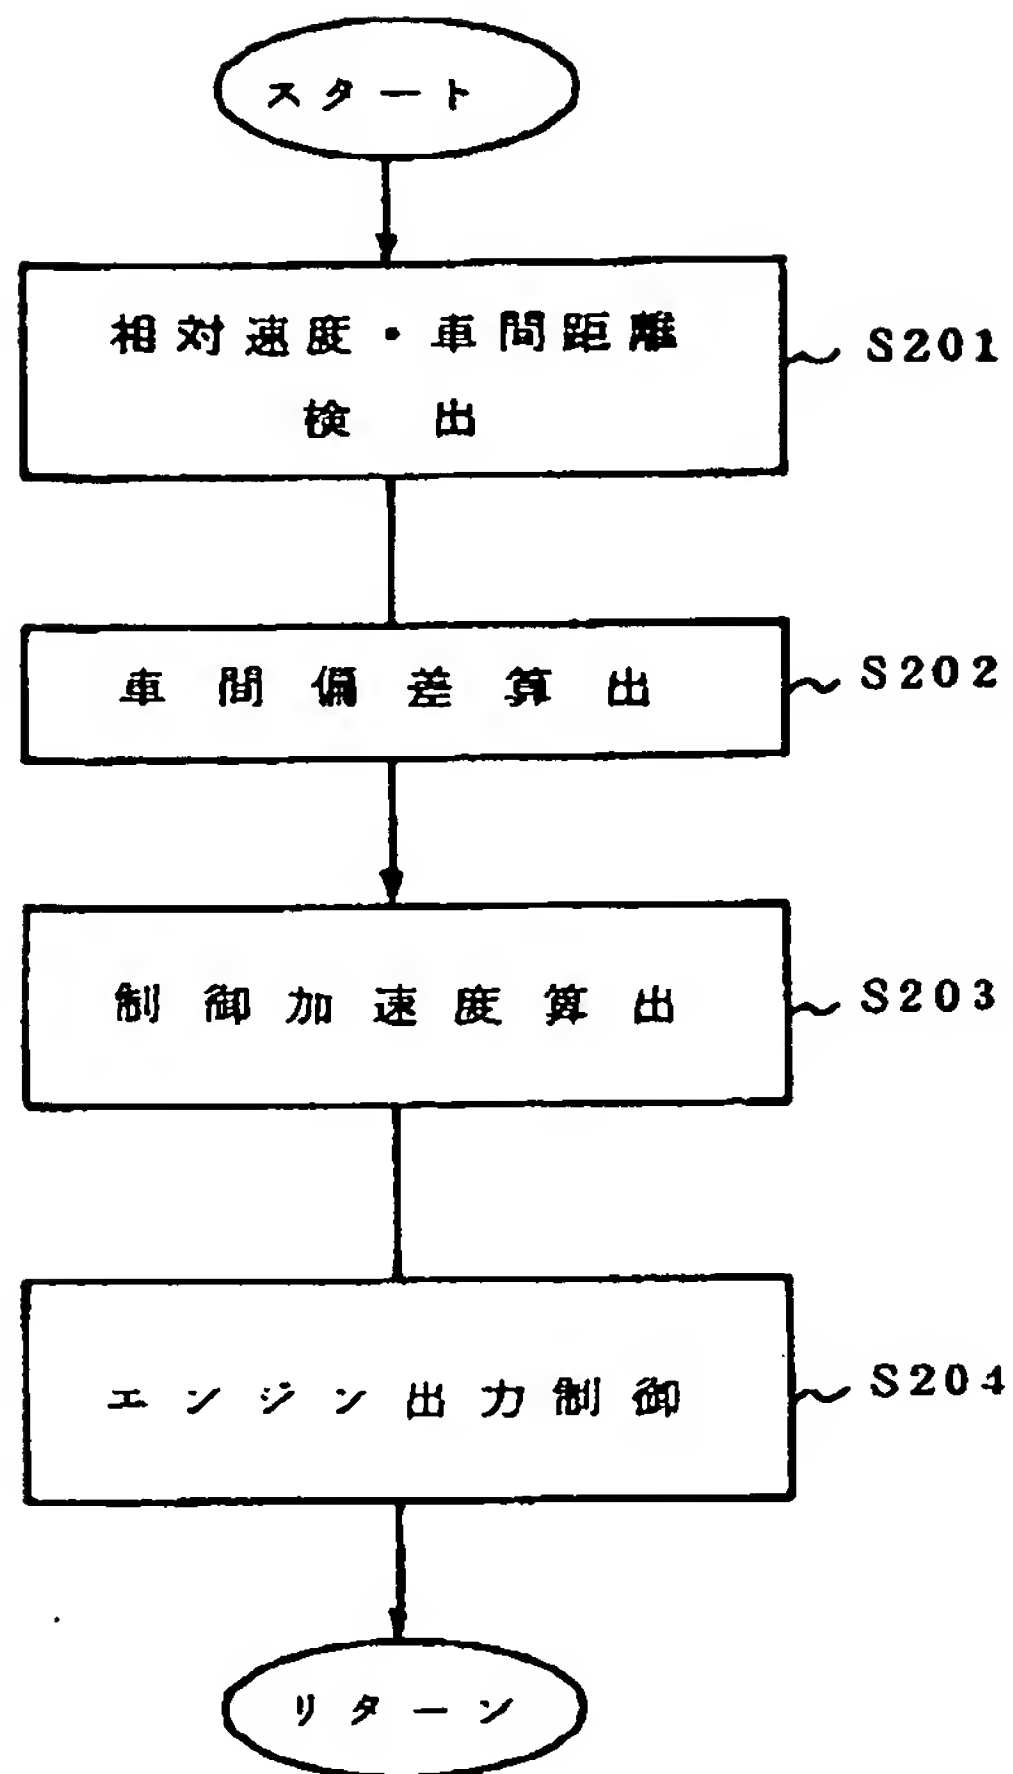 スタート
相対速度・車間距離
検出
S201
車間偏差算出
S202
制御加速度算出
S203
エンジン出力制御
S204
リターン